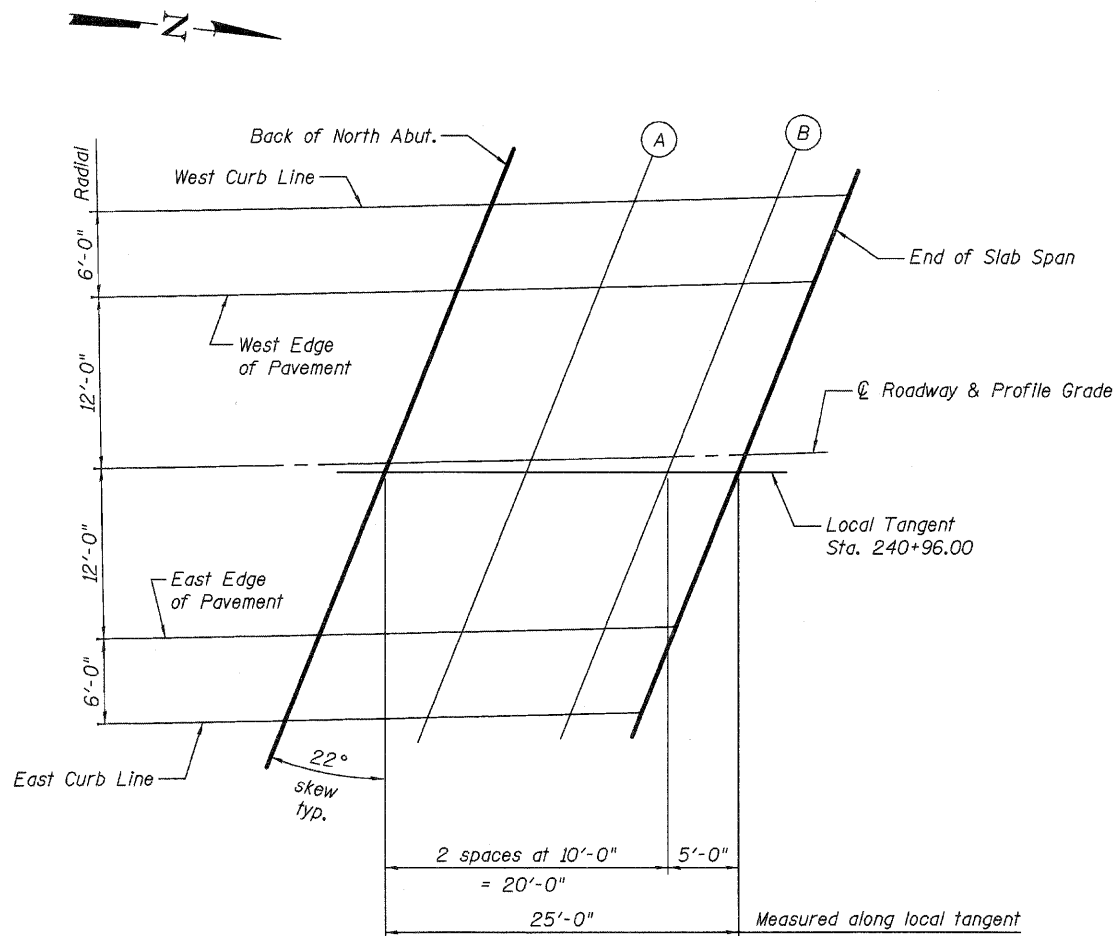 N
Back of North Abut.
A
B
West Curb Line
Radial
6'-0"
End of Slab Span
West Edge
of Pavement
12'-0"
℄ Roadway & Profile Grade
Local Tangent
Sta. 240+96.00
12'-0"
East Edge
of Pavement
6'-0"
East Curb Line
22°
skew
typ.
2 spaces at 10'-0"
= 20'-0"
5'-0"
25'-0"
Measured along local tangent